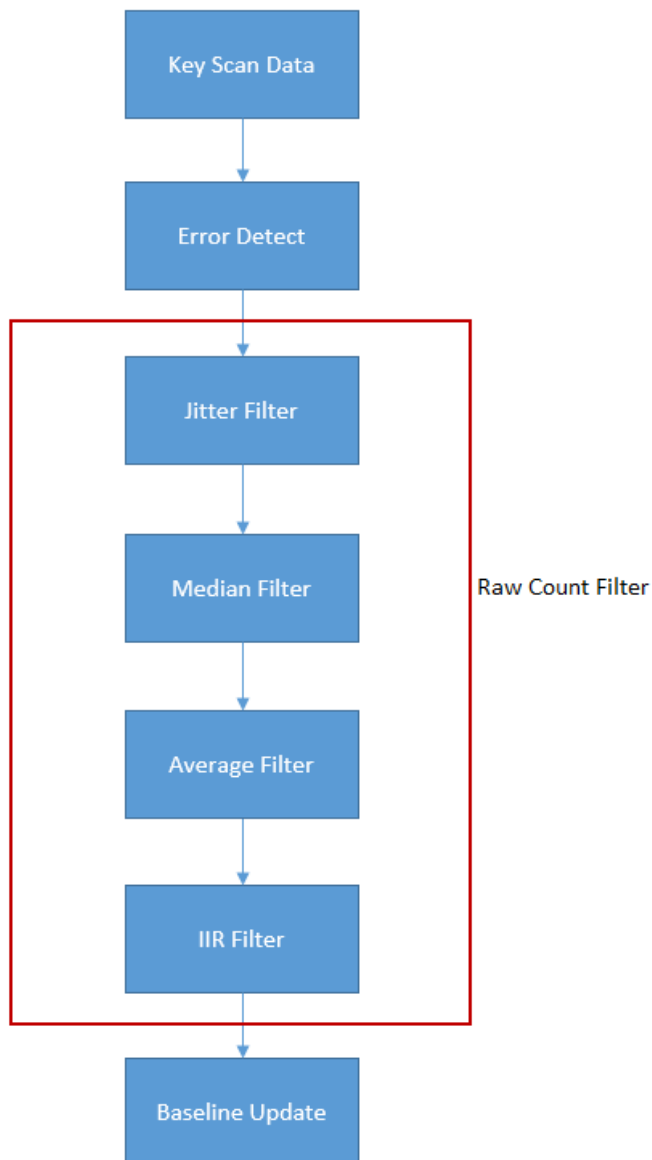 Key Scan Data
Error Detect
Jitter Filter
Median Filter
Raw Count Filter
Average Filter
IIR Filter
Baseline Update